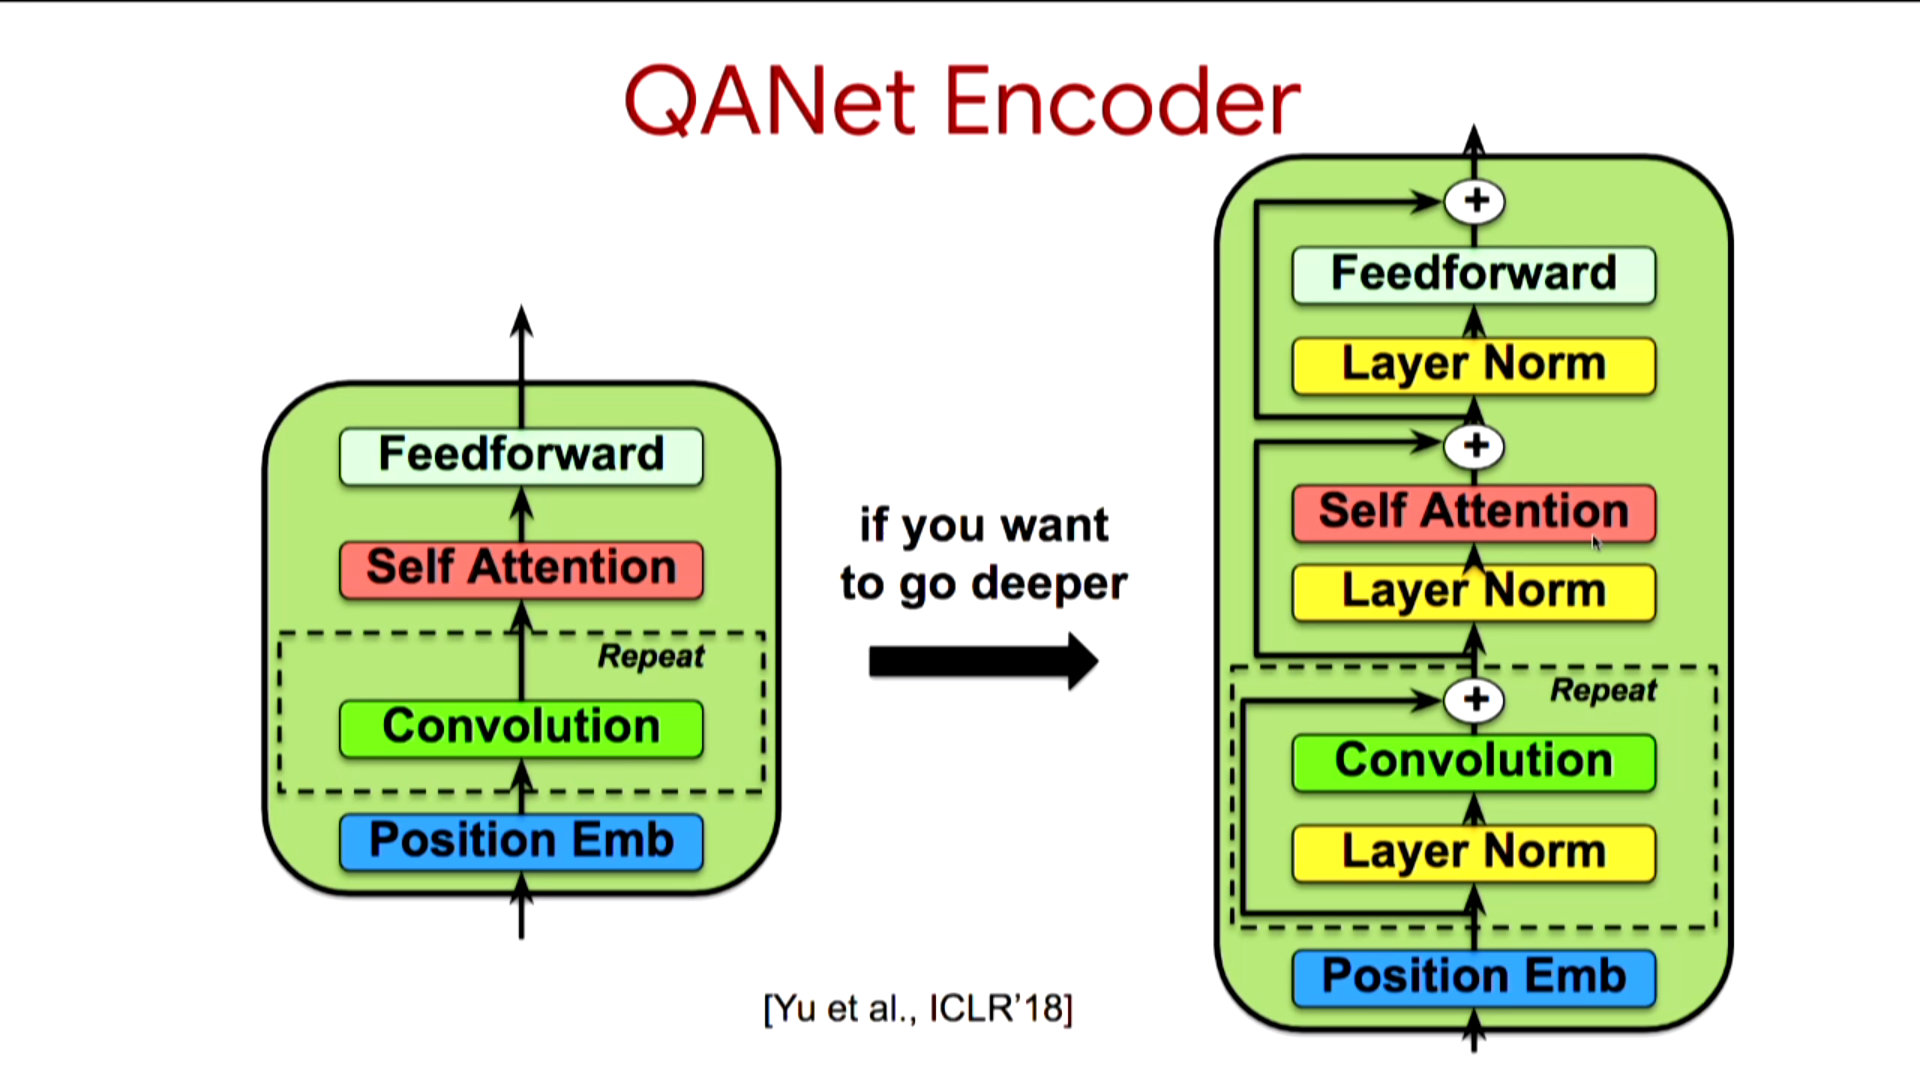 QANet Encoder
Feedforward
Self Attention
Repeat
Convolution
Position Emb
if you want
to go deeper
+
Feedforward
Layer Norm
+
Self Attention
Layer Norm
Repeat
+
Convolution
Layer Norm
Position Emb
[Yu et al., ICLR’18]